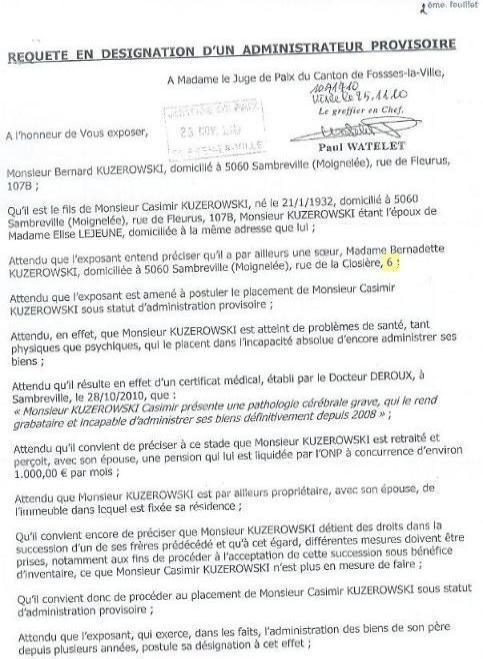 2ème. feuillet
REQUETE EN DESIGNATION D'UN ADMINISTRATEUR PROVISOIRE
A Madame le Juge de Paix du Canton de Fossses-la-Ville,
10A1710
Visé le 25.11.10
Le greffier en Chef,
A l'honneur de Vous exposer,
23 NOV.
Paul WATELET
Monsieur Bernard KUZEROWSKI, domicilié à 5060 Sambreville (Moignelée), rue de Fleurus,
107B ;
Qu'il est le fils de Monsieur Casimir KUZEROWSKI, né le 21/1/1932, domicilié à 5060
Sambreville (Moignelée), rue de Fleurus, 107B, Monsieur KUZEROWSKI étant l'époux de
Madame Elise LEJEUNE, domiciliée à la même adresse que lui ;
Attendu que l'exposant entend préciser qu'il a par ailleurs une sœur, Madame Bernadette
KUZEROWSKI, domiciliée à 5060 Sambreville (Moignelée), rue de la Closière, 6 ;
Attendu que l'exposant est amené à postuler le placement de Monsieur Casimir
KUZEROWSKI sous statut d'administration provisoire ;
Attendu, en effet, que Monsieur KUZEROWSKI est atteint de problèmes de santé, tant
physiques que psychiques, qui le placent dans l'incapacité absolue d'encore administrer ses
biens ;
Attendu qu'il résulte en effet d'un certificat médical, établi par le Docteur DEROUX, à
Sambreville, le 28/10/2010, que :
« Monsieur KUZEROWSKI Casimir présente une pathologie cérébrale grave, qui le rend
grabataire et incapable d'administrer ses biens définitivement depuis 2008 » ;
Attendu qu'il convient de préciser à ce stade que Monsieur KUZEROWSKI est retraité et
perçoit, avec son épouse, une pension qui lui est liquidée par l'ONP à concurrence d'environ
1.000,00 € par mois ;
Attendu que Monsieur KUZEROWSKI est par ailleurs propriétaire, avec son épouse, de
l'immeuble dans lequel est fixée sa résidence ;
Qu'il convient encore de préciser que Monsieur KUZEROWSKI détient des droits dans la
succession d'un de ses frères prédécédé et qu'à cet égard, différentes mesures doivent être
prises, notamment aux fins de procéder à l'acceptation de cette succession sous bénéfice
d'inventaire, ce que Monsieur Casimir KUZEROWSKI n'est plus en mesure de faire ;
Qu'il convient donc de procéder au placement de Monsieur Casimir KUZEROWSKI sous statut
d'administration provisoire ;
Attendu que l'exposant, qui exerce, dans les faits, l'administration des biens de son père
depuis plusieurs années, postule sa désignation à cet effet ;